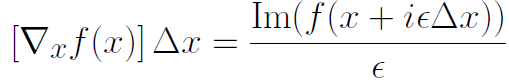 [∇ₓf(x)] Δx = Im(f(x + iϵΔx)) / ϵ